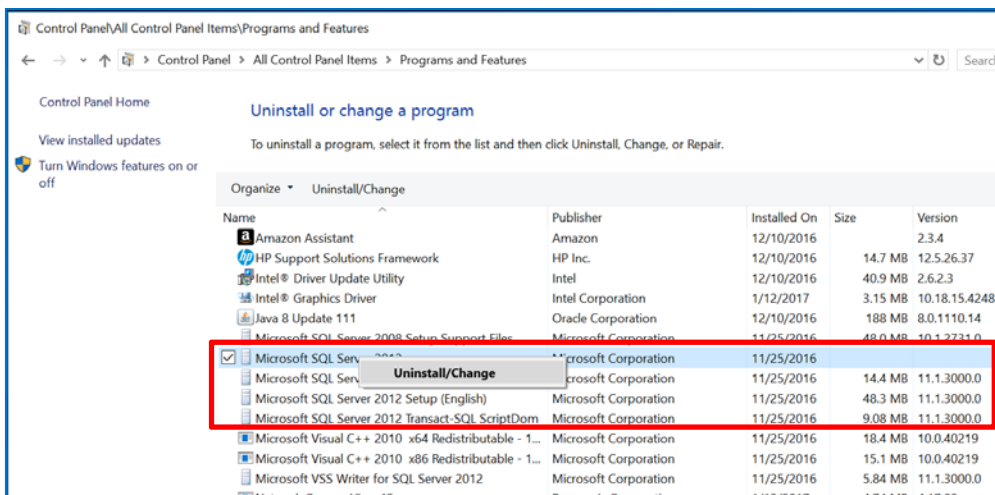 Control Panel\All Control Panel Items\Programs and Features
Control Panel > All Control Panel Items > Programs and Features
Search
Control Panel Home
View installed updates
Turn Windows features on or
off
Uninstall or change a program
To uninstall a program, select it from the list and then click Uninstall, Change, or Repair.
Organize Uninstall/Change
Name Publisher Installed On Size Version
Amazon Assistant Amazon 12/10/2016 2.3.4
HP Support Solutions Framework HP Inc. 12/10/2016 14.7 MB 12.5.26.37
Intel® Driver Update Utility Intel 12/10/2016 40.9 MB 2.6.2.3
Intel® Graphics Driver Intel Corporation 1/12/2017 3.15 MB 10.18.15.4248
Java 8 Update 111 Oracle Corporation 12/10/2016 188 MB 8.0.1110.14
Microsoft SQL Server 2008 Setup Support Files Microsoft Corporation 11/25/2016 48.0 MB 10.1.2731.0
Microsoft SQL Server 2012 Microsoft Corporation 11/25/2016
Uninstall/Change
Microsoft SQL Microsoft Corporation 11/25/2016 14.4 MB 11.1.3000.0
Microsoft SQL Server 2012 Setup (English) Microsoft Corporation 11/25/2016 48.3 MB 11.1.3000.0
Microsoft SQL Server 2012 Transact-SQL ScriptDom Microsoft Corporation 11/25/2016 9.08 MB 11.1.3000.0
Microsoft Visual C++ 2010 x64 Redistributable - 1... Microsoft Corporation 11/25/2016 18.4 MB 10.0.40219
Microsoft Visual C++ 2010 x86 Redistributable - 1... Microsoft Corporation 11/25/2016 15.1 MB 10.0.40219
Microsoft VSS Writer for SQL Server 2012 Microsoft Corporation 11/25/2016 5.84 MB 11.1.3000.0